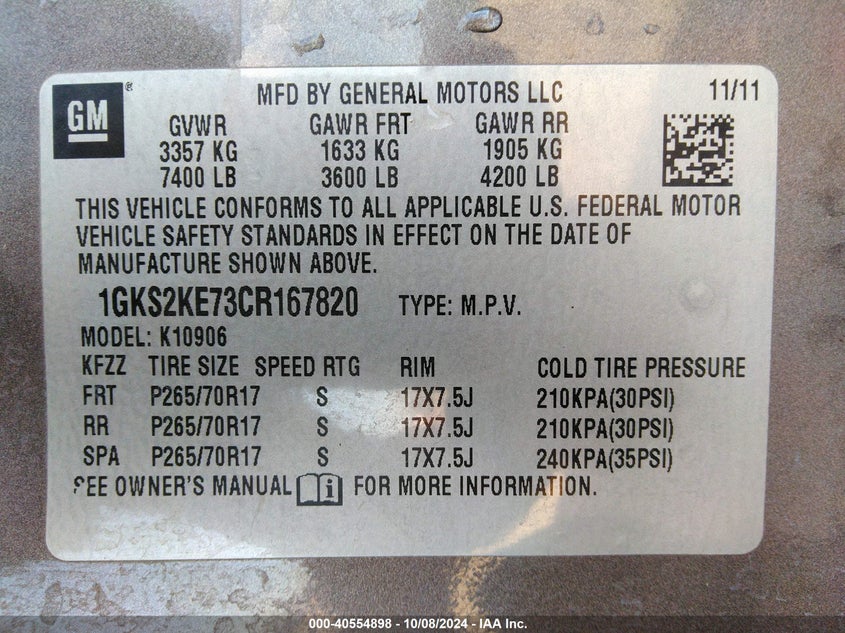 GM ®
MFD BY GENERAL MOTORS LLC 11/11
GVWR GAWR FRT GAWR RR
3357 KG 1633 KG 1905 KG
7400 LB 3600 LB 4200 LB
THIS VEHICLE CONFORMS TO ALL APPLICABLE U.S. FEDERAL MOTOR
VEHICLE SAFETY STANDARDS IN EFFECT ON THE DATE OF
MANUFACTURE SHOWN ABOVE.
1GKS2KE73CR167820 TYPE: M.P.V.
MODEL: K10906
KFZZ TIRE SIZE SPEED RTG RIM COLD TIRE PRESSURE
FRT P265/70R17 S 17X7.5J 210KPA(30PSI)
RR P265/70R17 S 17X7.5J 210KPA(30PSI)
SPA P265/70R17 S 17X7.5J 240KPA(35PSI)
SEE OWNER'S MANUAL FOR MORE INFORMATION.
000-40554898 - 10/08/2024 - IAA Inc.